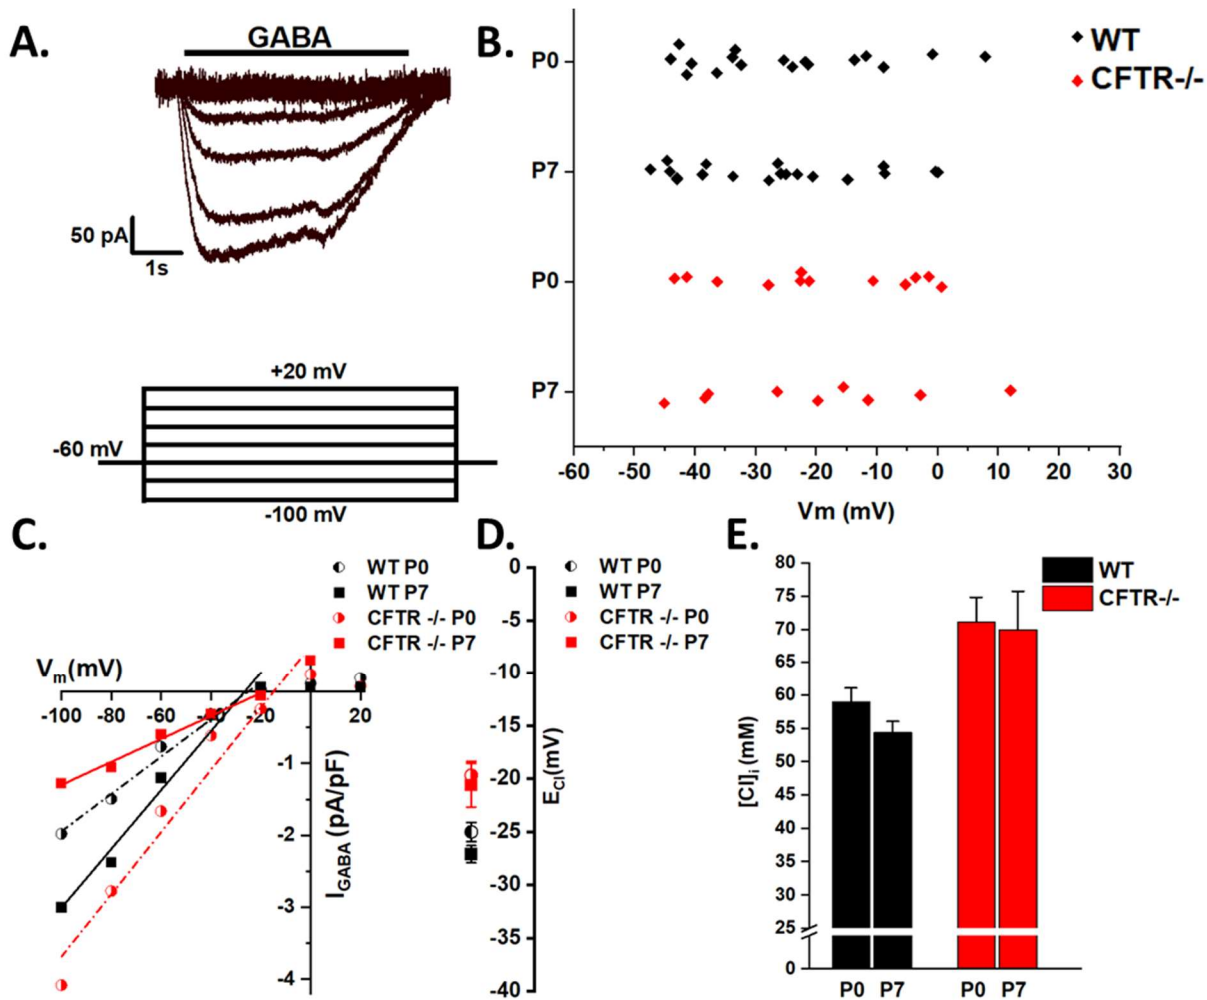 A.
GABA
50 pA
1s
+20 mV
-60 mV
-100 mV
B.
WT
CFTR-/-
P0
P7
P0
P7
-60 -50 -40 -30 -20 -10 0 10 20 30
Vm (mV)
C.
WT P0
WT P7
CFTR -/- P0
CFTR -/- P7
Vm(mV)
-100 -80 -60 -40 -20 20
-1
-2
-3
-4
IGABA (pA/pF)
D.
WT P0
WT P7
CFTR -/- P0
CFTR -/- P7
0
-5
-10
-15
-20
-25
-30
-35
-40
ECl(mV)
E.
WT
CFTR-/-
80
75
70
65
60
55
50
45
40
35
30
25
0
[Cl]i (mM)
P0 P7 P0 P7